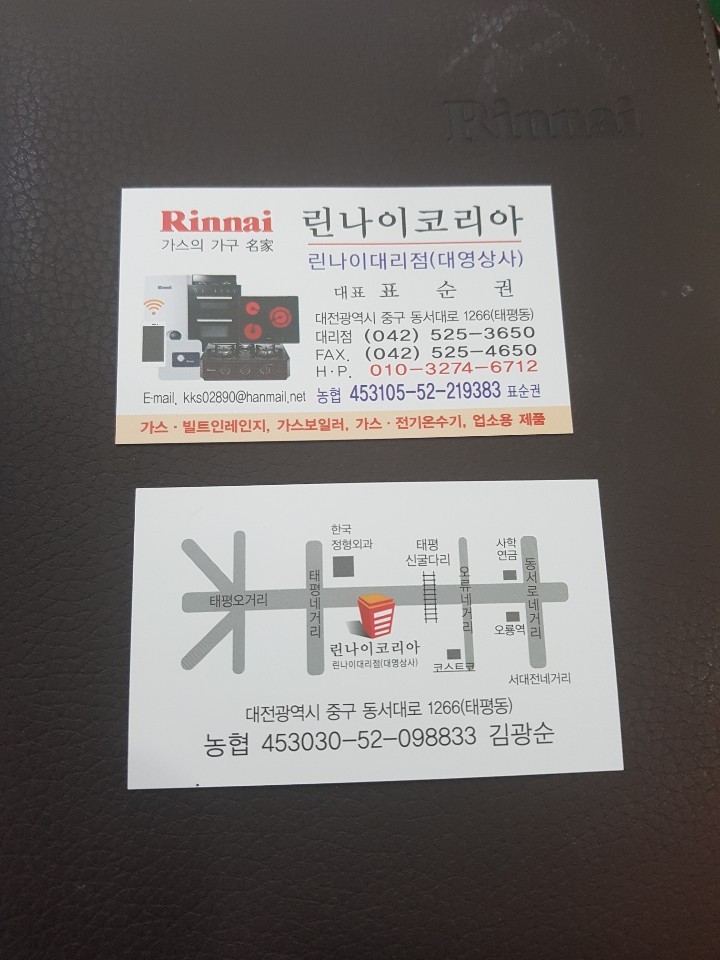 Rinnai
Rinnai
가스의 가구 名家
린나이코리아
린나이대리점(대영상사)
대표 표 순 권
대전광역시 중구 동서대로 1266(태평동)
대리점 (042) 525-3650
FAX. (042) 525-4650
H·P. 010-3274-6712
E-mail. kks02890@hanmail.net 농협 453105-52-219383 표순권
가스·빌트인레인지, 가스보일러, 가스·전기온수기, 업소용 제품
한국
정형외과
태평
신굴다리
사학
연금
태평오거리
태평네거리
오류네거리
동서로네거리
오룡역
린나이코리아
린나이대리점(대영상사)
코스트코
서대전네거리
대전광역시 중구 동서대로 1266(태평동)
농협 453030-52-098833 김광순